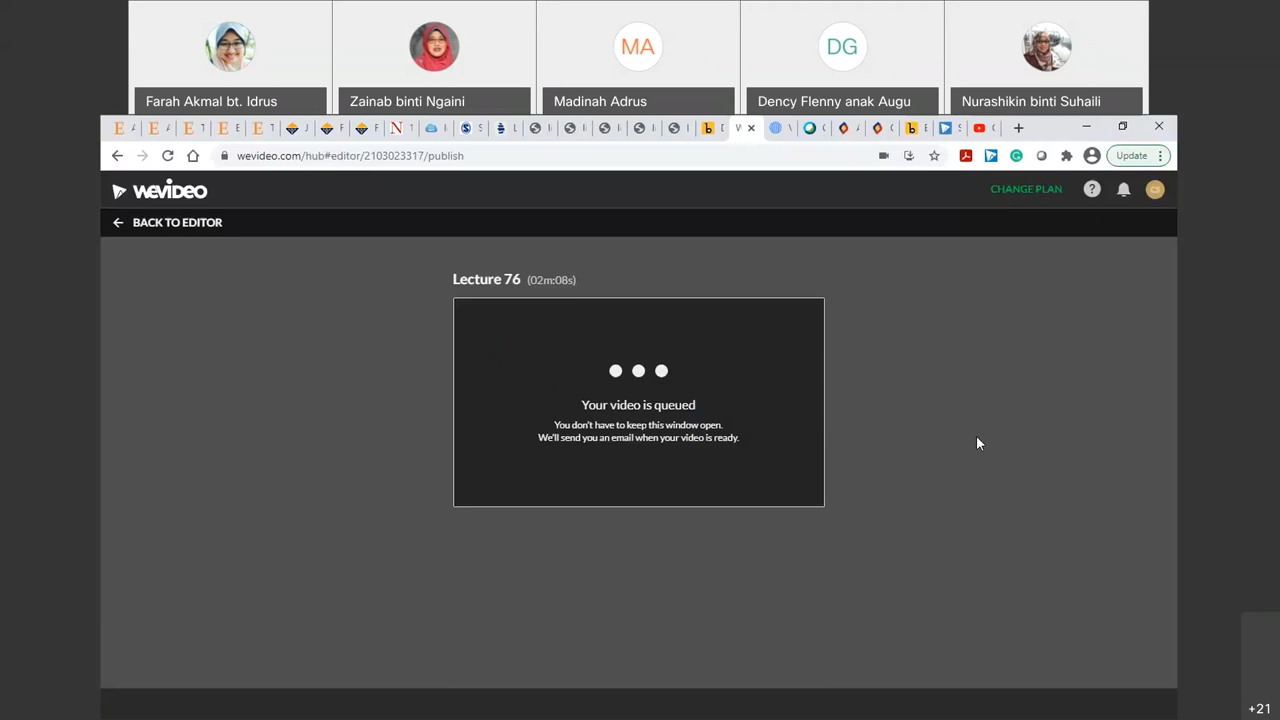 MA
DG
Farah Akmal bt. Idrus
Zainab binti Ngaini
Madinah Adrus
Dency Flenny anak Augu
Nurashikin binti Suhaili
wevideo.com/hub#editor/2103023317/publish
Update
WEVIDEO
CHANGE PLAN
CS
BACK TO EDITOR
Lecture 76 (02m:08s)
Your video is queued
You don't have to keep this window open.
We'll send you an email when your video is ready.
+21